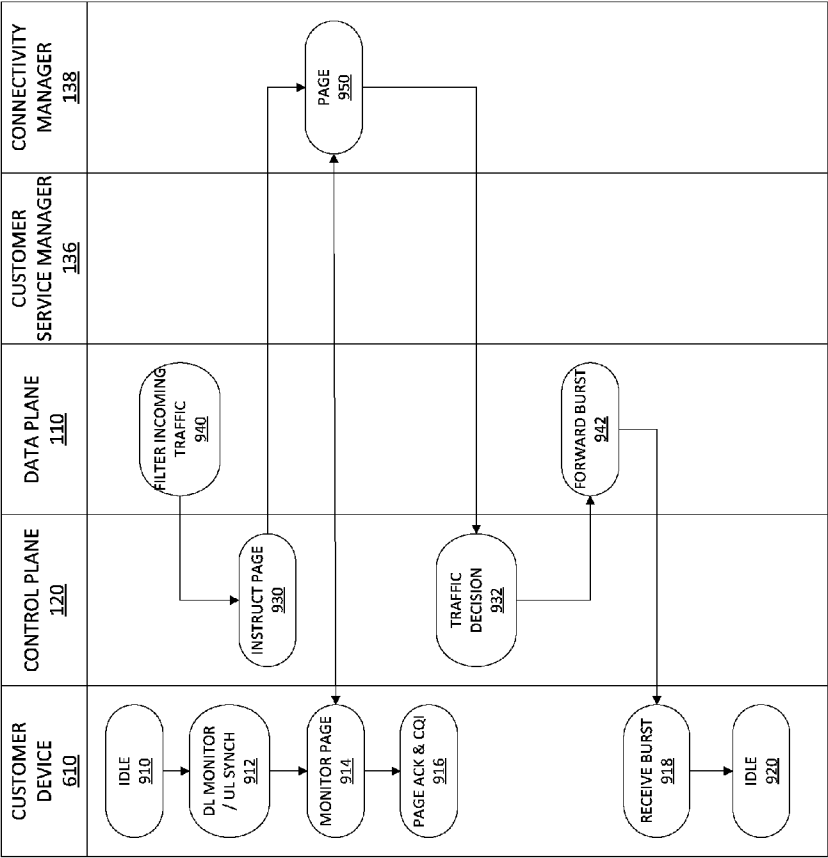 CUSTOMER
DEVICE
610
IDLE
910
DL MONITOR
/ UL SYNCH
912
MONITOR PAGE
914
PAGE ACK & CQI
916
RECEIVE BURST
918
IDLE
920
CONTROL PLANE
120
INSTRUCT PAGE
930
TRAFFIC
DECISION
932
DATA PLANE
110
FILTER INCOMING
TRAFFIC
940
FORWARD BURST
942
CUSTOMER
SERVICE MANAGER
136
CONNECTIVITY
MANAGER
138
PAGE
950